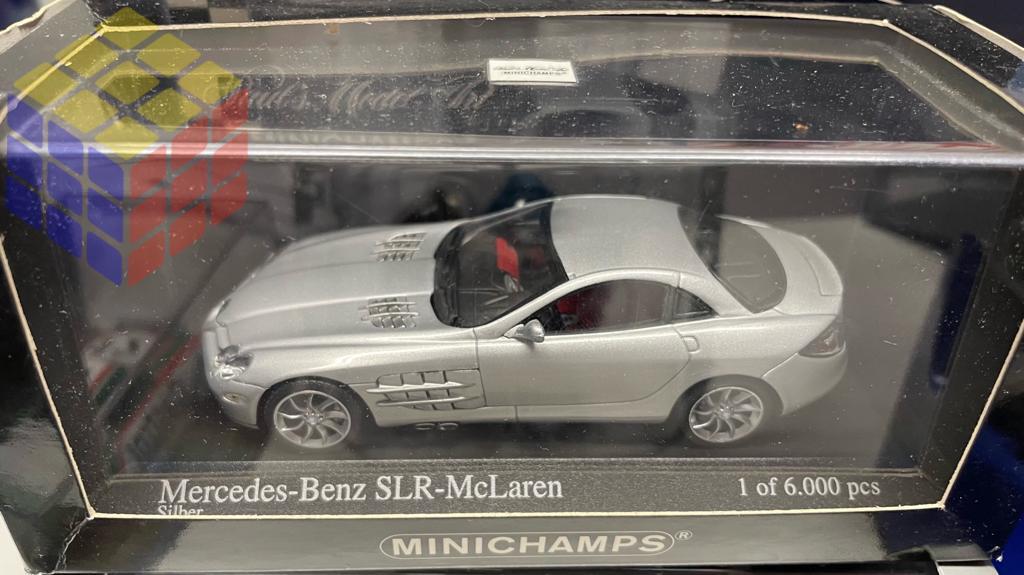 MINICHAMPS
Mercedes-Benz SLR-McLaren
1 of 6.000 pcs
Silber
MINICHAMPS®